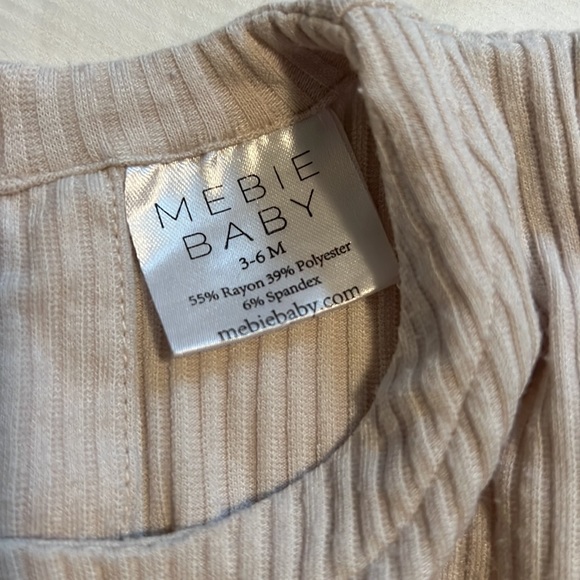 MEBIE
BABY
3-6 M
55% Rayon 39% Polyester
6% Spandex
mebiebaby.com